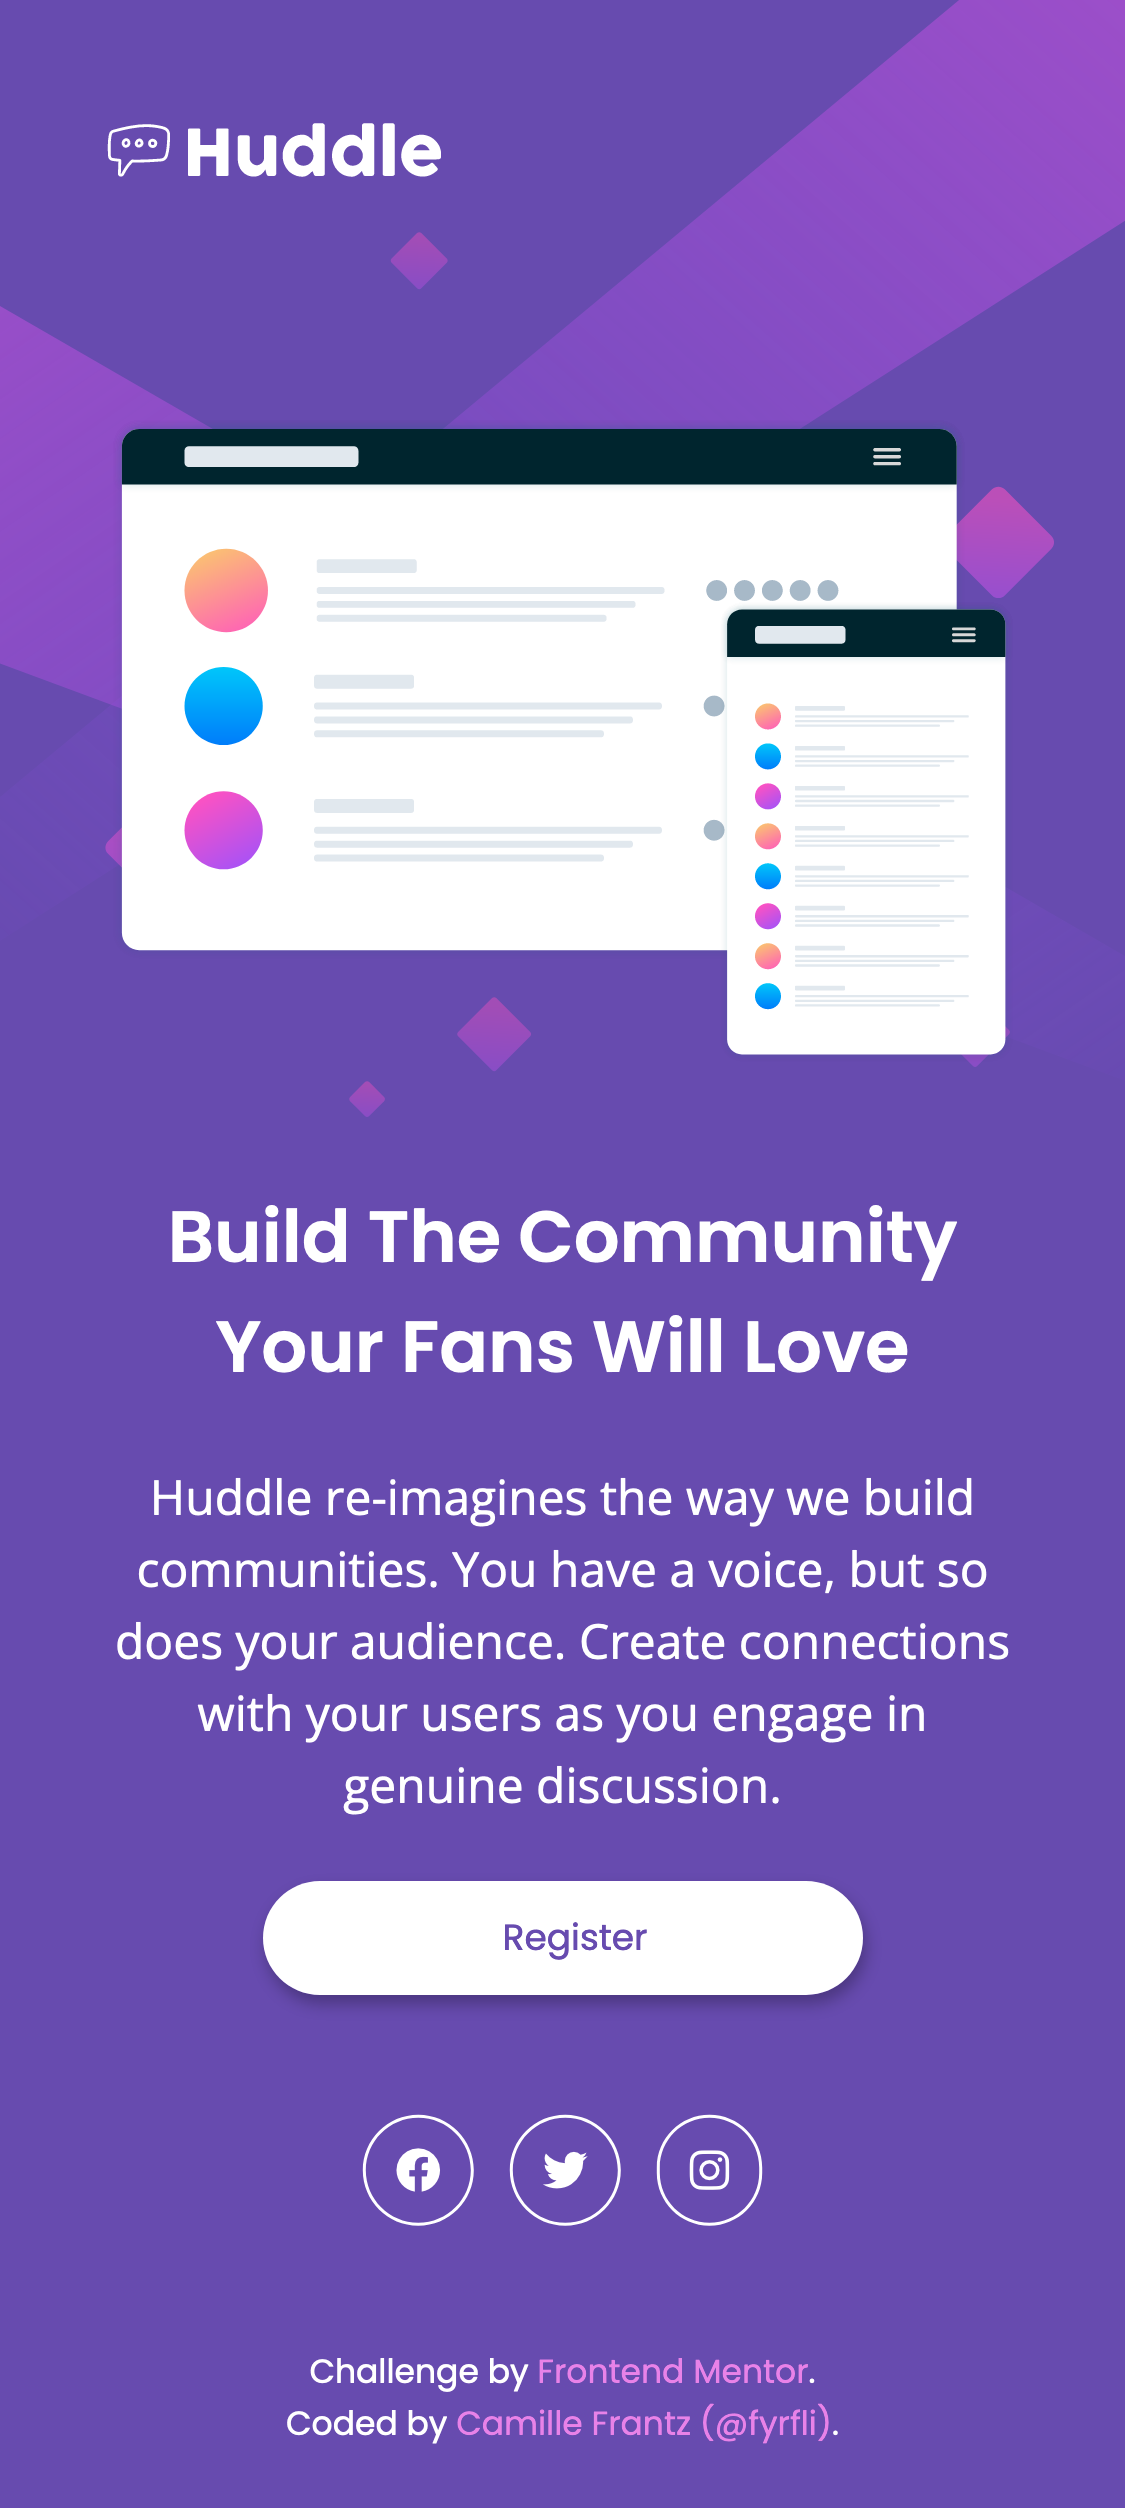 Huddle
Build The Community
Your Fans Will Love
Huddle re-imagines the way we build
communities. You have a voice, but so
does your audience. Create connections
with your users as you engage in
genuine discussion.
Register
Challenge by Frontend Mentor.
Coded by Camille Frantz (@fyrfli).